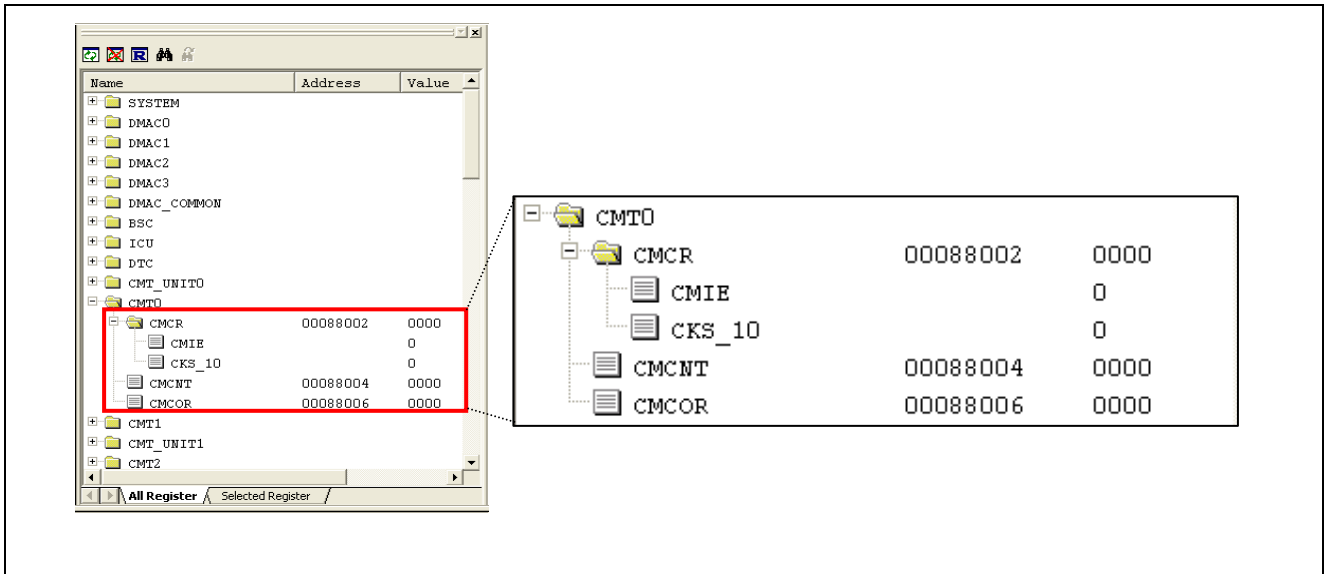 R
Name Address Value
SYSTEM
DMAC0
DMAC1
DMAC2
DMAC3
DMAC_COMMON
BSC
ICU
DTC
CMT_UNIT0
CMT0
CMCR 00088002 0000
CMIE 0
CKS_10 0
CMCNT 00088004 0000
CMCOR 00088006 0000
CMT1
CMT_UNIT1
CMT2
All Register Selected Register
CMT0
CMCR 00088002 0000
CMIE 0
CKS_10 0
CMCNT 00088004 0000
CMCOR 00088006 0000